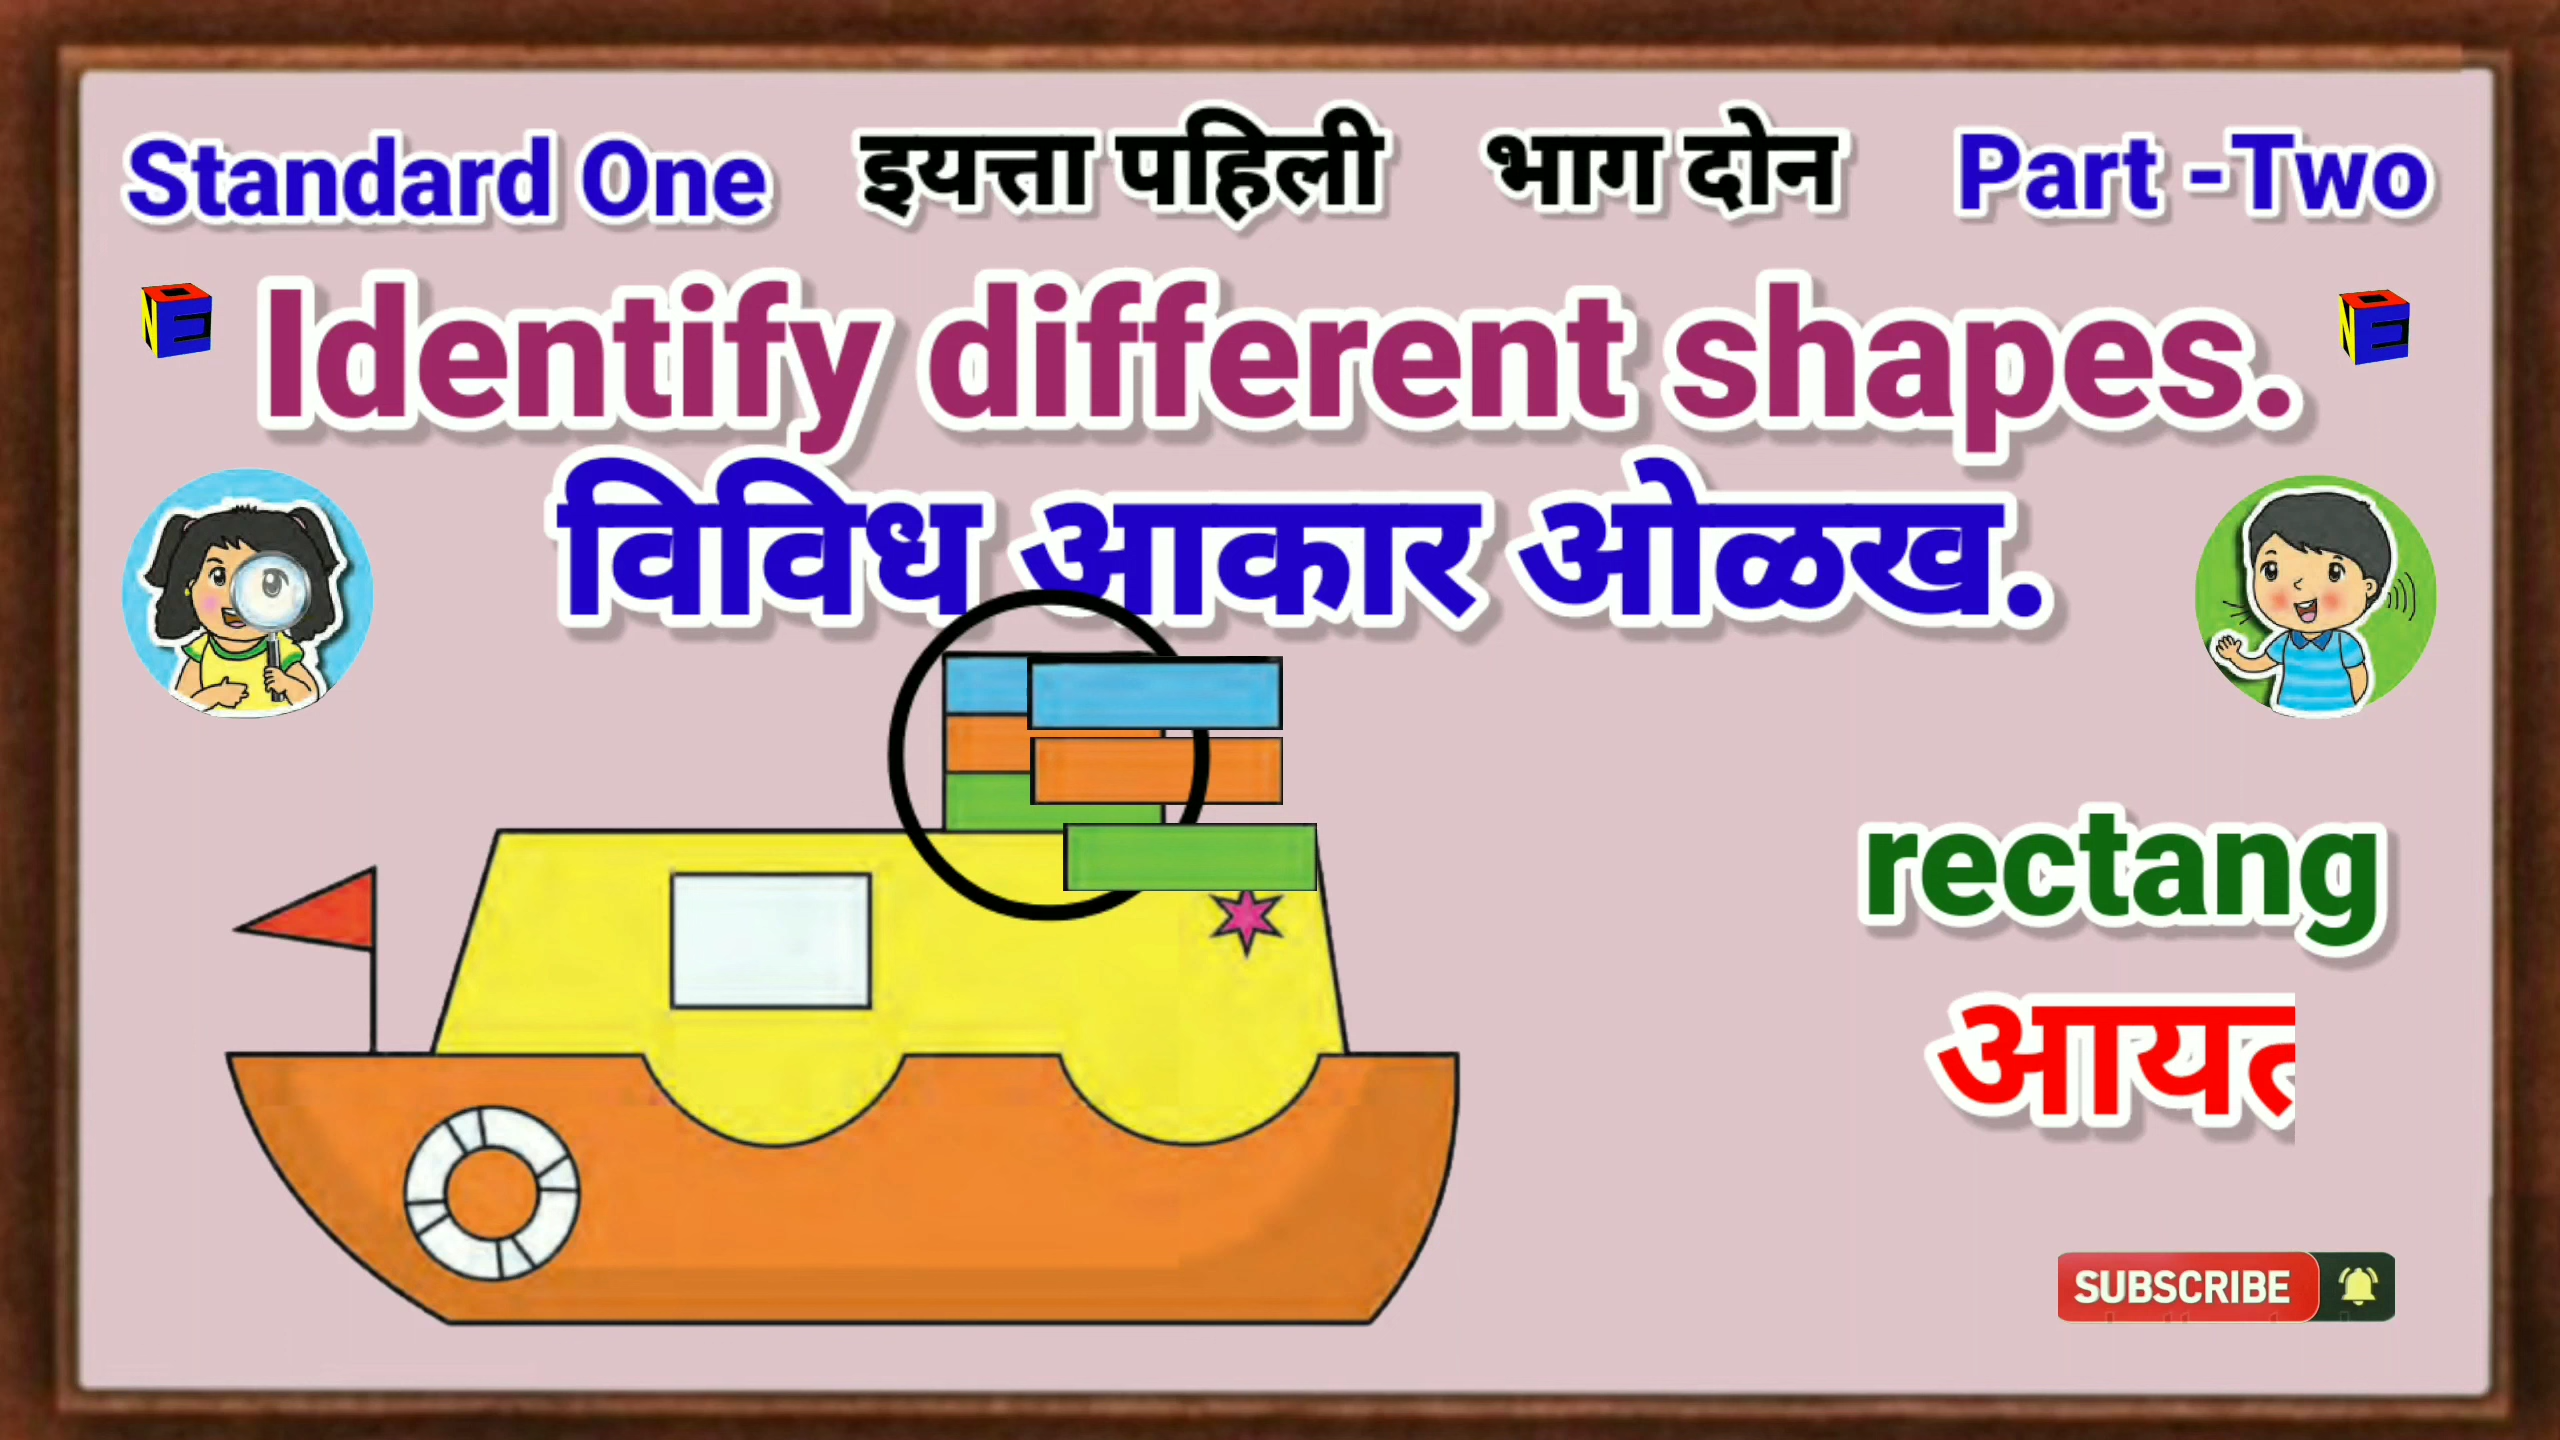 Standard One इयत्ता पहिली भाग दोन Part -Two
Identify different shapes.
विविध आकार ओळख.
rectang
आयत
SUBSCRIBE